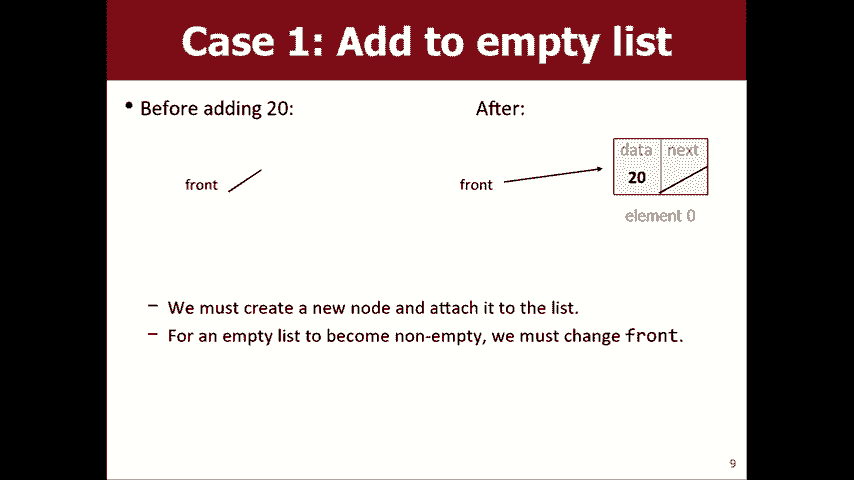 Case 1: Add to empty list
• Before adding 20:
After:
front
front
data next
20
element 0
– We must create a new node and attach it to the list.
– For an empty list to become non-empty, we must change front.
9